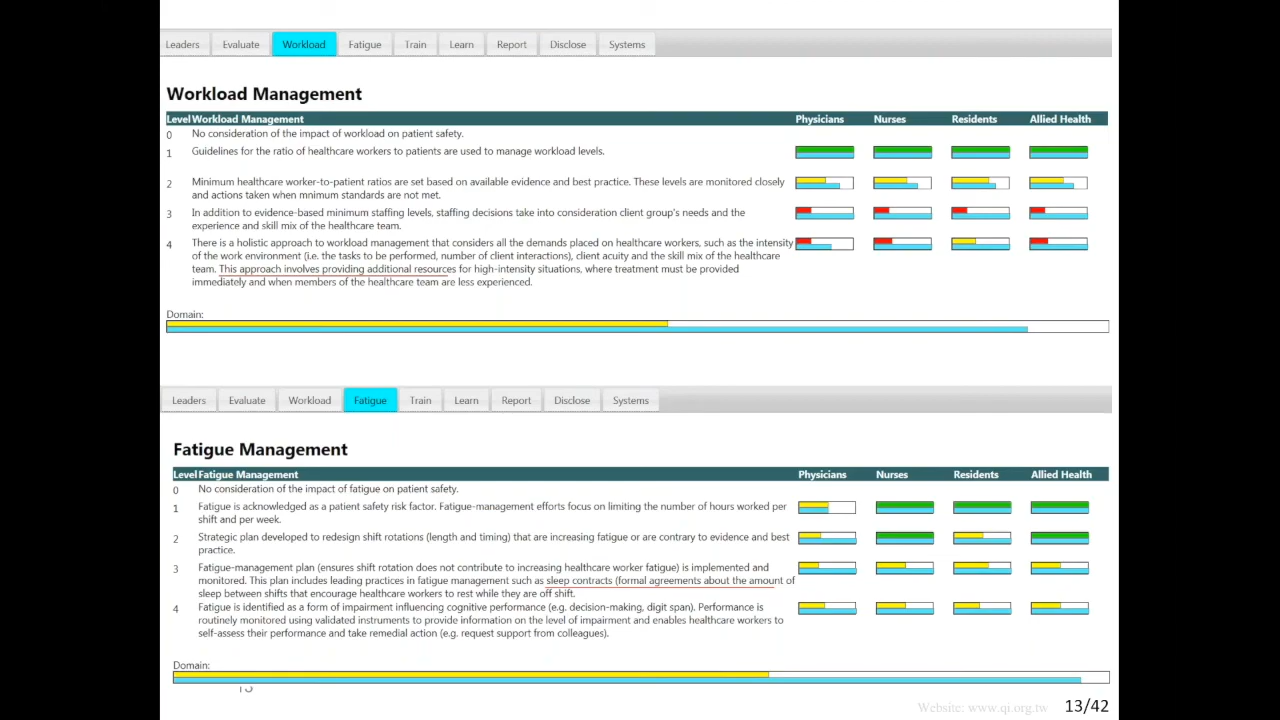 Leaders Evaluate Workload Fatigue Train Learn Report Disclose Systems
Workload Management
Level Workload Management Physicians Nurses Residents Allied Health
0 No consideration of the impact of workload on patient safety.
1 Guidelines for the ratio of healthcare workers to patients are used to manage workload levels.
2 Minimum healthcare worker-to-patient ratios are set based on available evidence and best practice. These levels are monitored closely
and actions taken when mnimum standards are not met.
3 In addition to evidence-based minimum staffing levels, staffing decisions take into consideration client group's needs and the
experience and skill mix of the healthcare team.
4 There is a holistic approach to workload management that considers all the demands placed on healthcare workers, such as the intensity
of the work environment (i.e. the tasks to be performed, number of client interactions), client acuity and the skill mix of the healthcare
team. This approach involves providing additional resources for high-intensity situations, where treatment must be provided
immediately and when members of the healthcare team are less experienced.
Domain:
Leaders Evaluate Workload Fatigue Train Learn Report Disclose Systems
Fatigue Management
Level Fatigue Management Physicians Nurses Residents Allied Health
0 No consideration of the impact of fatigue on patient safety.
1 Fatigue is acknowledged as a patient safety risk factor. Fatigue-management efforts focus on limiting the number of hours worked per
shift and per week.
2 Strategic plan developed to redesign shift rotations (length and timing) that are increasing fatigue or are contrary to evidence and best
practice.
3 Fatigue-management plan (ensures shift rotation does not contribute to increasing healthcare worker fatigue) is implemented and
monitored. This plan includes leading practices in fatigue management such as sleep contracts (formal agreements about the amount of
sleep between shifts that encourage healthcare workers to rest while they are off shift.
4 Fatigue is identified as a form of impairment influencing cognitive performance (e.g. decision-making, digit span). Performance is
routinely monitored using validated instruments to provide information on the level of impairment and enables healthcare workers to
self-assess their performance and take remedial action (e.g. request support from colleagues).
Domain:
Website: www.qi.org.tw 13/42